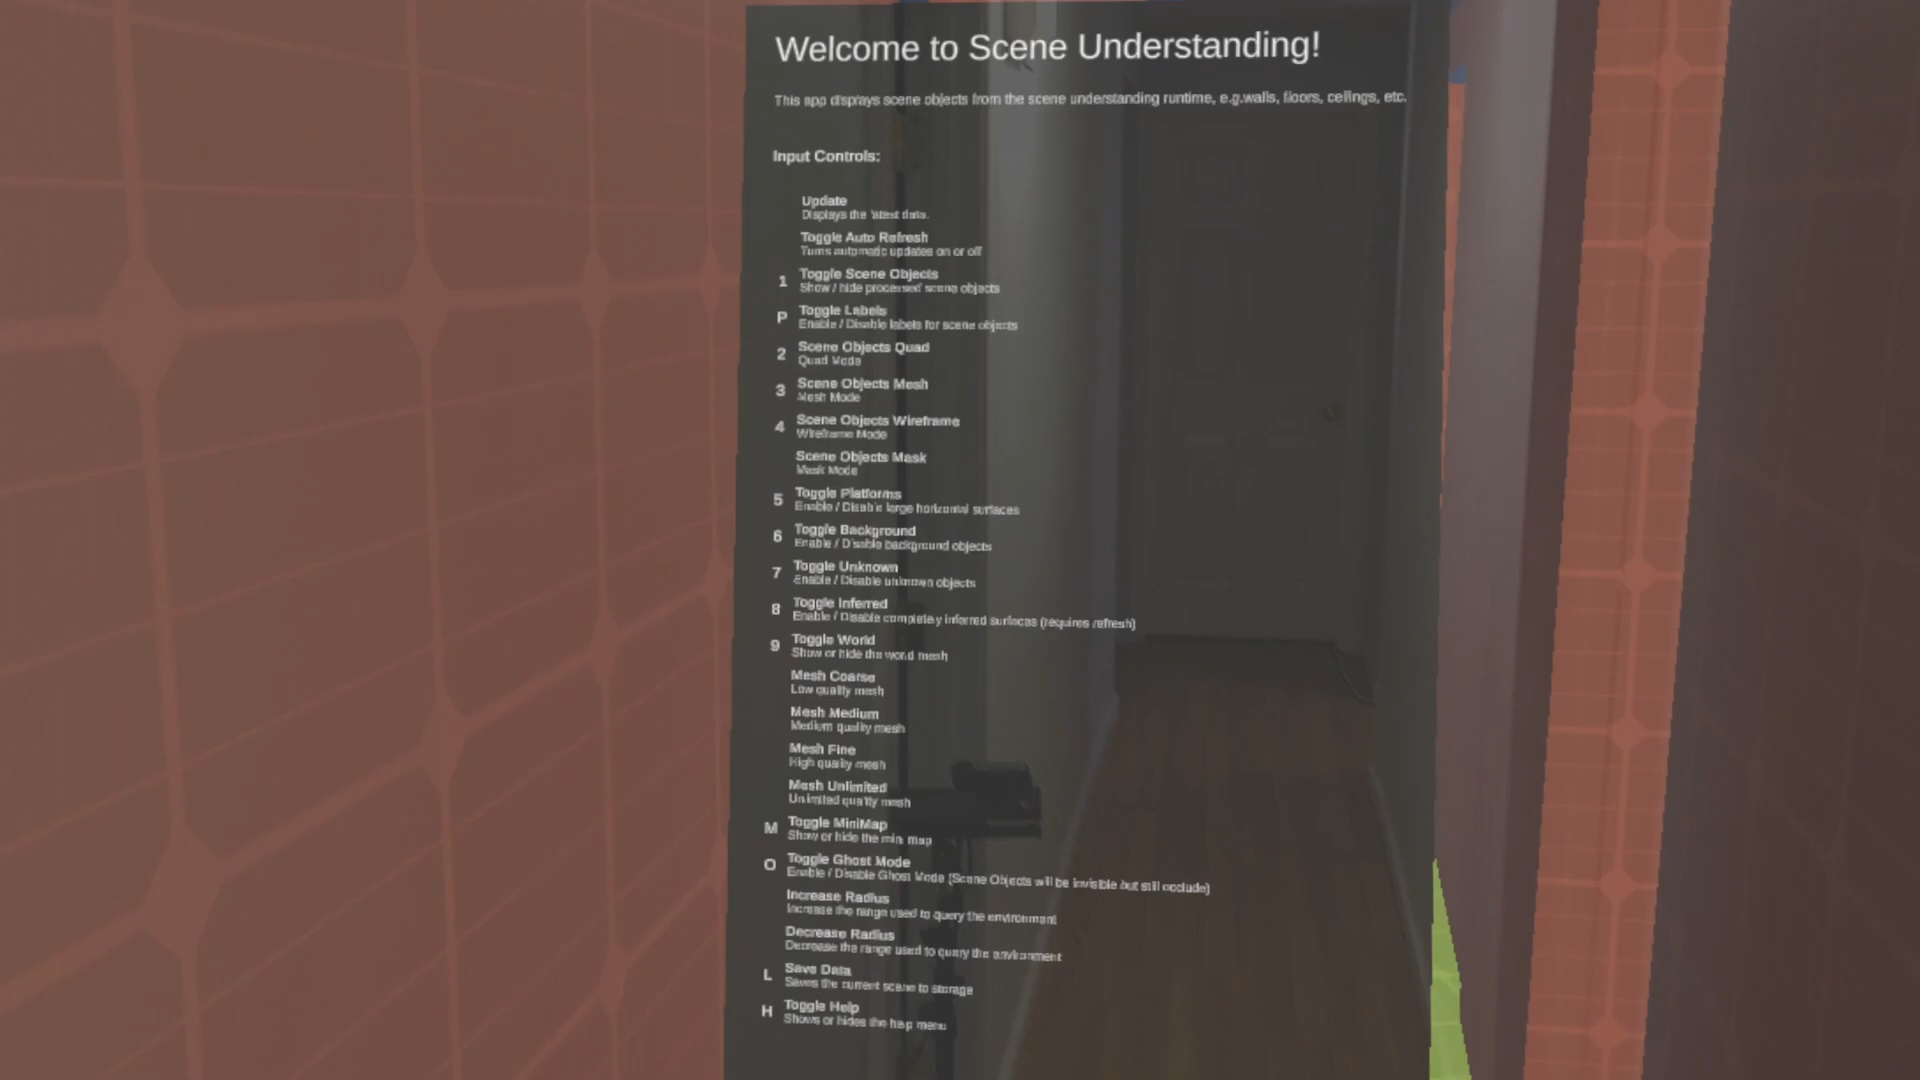 Welcome to Scene Understanding!
This app displays scene objects from the scene understanding runtime, e.g.walls, floors, ceilings, etc.
Input Controls:
Update
Displays the latest data.
Toggle Auto Refresh
Turns automatic updates on or off
1 Toggle Scene Objects
Show / hide processed scene objects
P Toggle Labels
Enable / Disable labels for scene objects
2 Scene Objects Quad
Quad Mode
3 Scene Objects Mesh
Mesh Mode
4 Scene Objects Wireframe
Wireframe Mode
Scene Objects Mask
Mask Mode
5 Toggle Platforms
Enable / Disable large horizontal surfaces
6 Toggle Background
Enable / Disable background objects
7 Toggle Unknown
Enable / Disable unknown objects
8 Toggle Inferred
Enable / Disable completely inferred surfaces (requires refresh)
9 Toggle World
Show or hide the world mesh
Mesh Coarse
Low quality mesh
Mesh Medium
Medium quality mesh
Mesh Fine
High quality mesh
Mesh Unlimited
Unlimited quality mesh
M Toggle MiniMap
Show or hide the mini map
O Toggle Ghost Mode
Enable / Disable Ghost Mode (Scene Objects will be invisible but still occlude)
Increase Radius
Increase the range used to query the environment
Decrease Radius
Decrease the range used to query the environment
L Save Data
Saves the current scene to storage
H Toggle Help
Shows or hides the help menu